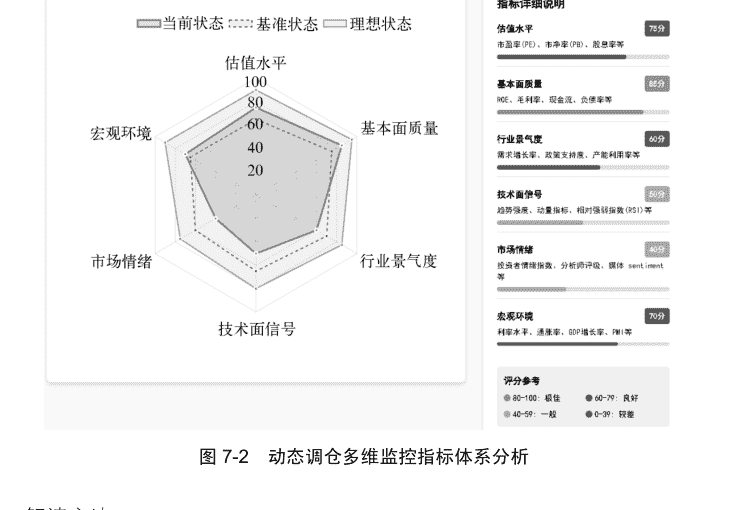 当前状态 基准状态 理想状态
估值水平
100
80
60
40
20
宏观环境
基本面质量
市场情绪
行业景气度
技术面信号
指标详细说明
估值水平 75分
市盈率(PE)、市净率(PB)、股息率等
基本面质量 85分
ROE、毛利率、现金流、负债率等
行业景气度 60分
需求增长率、政策支持度、产能利用率等
技术面信号 50分
趋势强度、动量指标、相对强弱指数(RSI)等
市场情绪 40分
投资者情绪指数、分析师评级、媒体 sentiment
等
宏观环境 70分
利率水平、通胀率、GDP增长率、PMI等
评分参考
80-100: 极佳 60-79: 良好
40-59: 一般 0-39: 较差
图 7-2 动态调仓多维监控指标体系分析